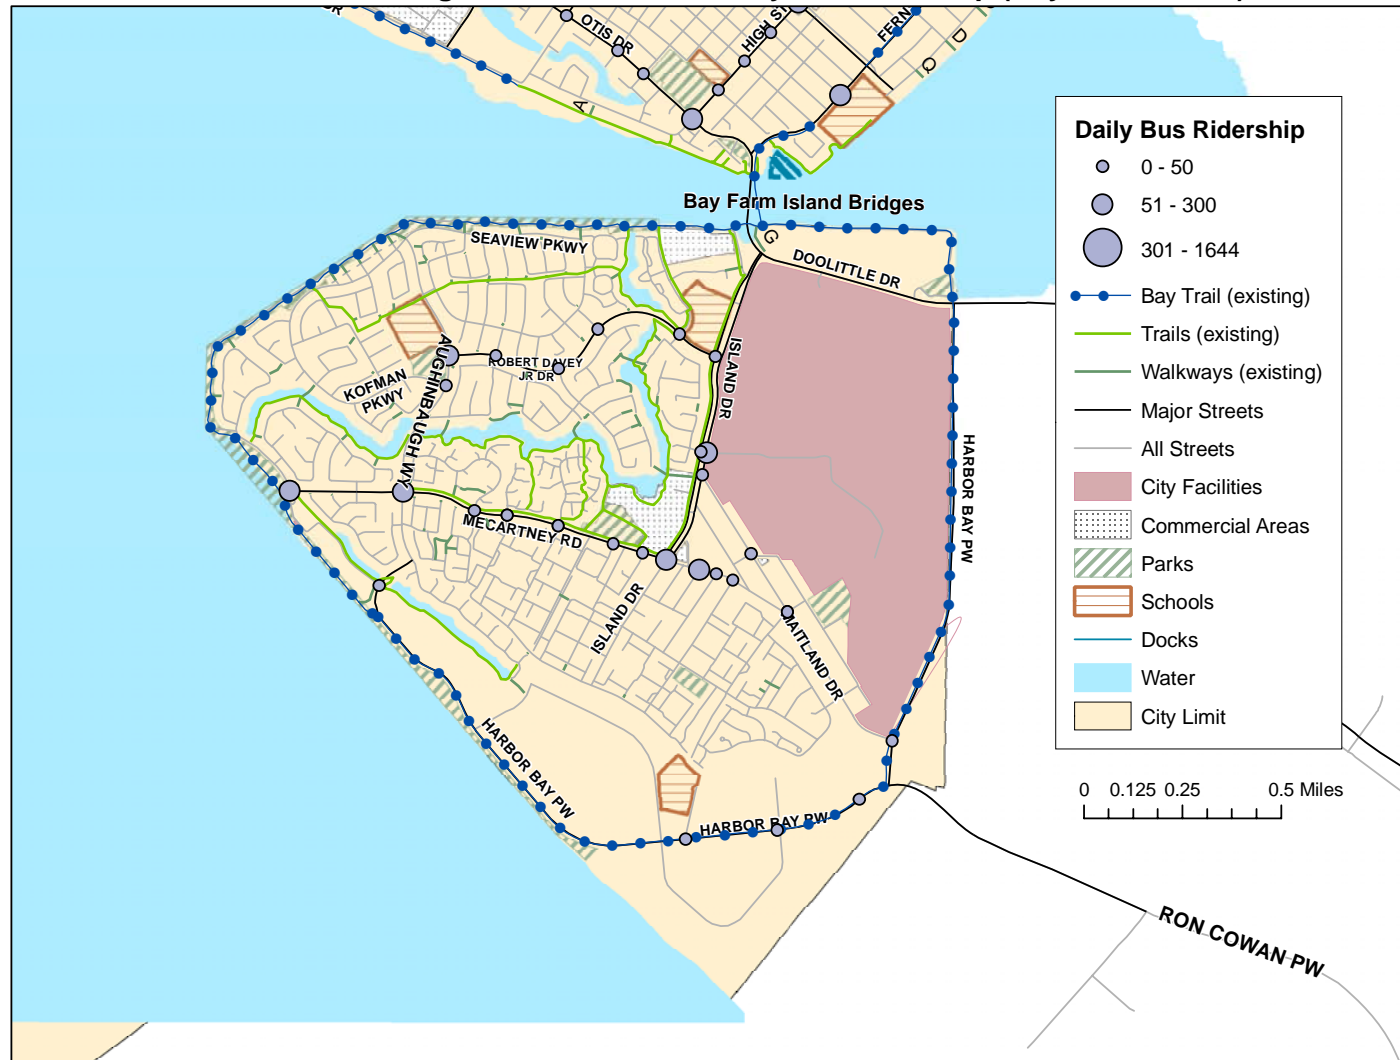 OTIS DR
HIGH ST
FERN
D
Q
A
Bay Farm Island Bridges
G
SEAVIEW PKWY
DOOLITTLE DR
ISLAND DR
AUGHINBAUGH WY
ROBERT DAVEY
JR DR
KOFMAN
PKWY
HARBOR BAY PW
MECARTNEY RD
ISLAND DR
MAITLAND DR
HARBOR BAY PW
HARBOR BAY PW
RON COWAN PW
Daily Bus Ridership
0 - 50
51 - 300
301 - 1644
Bay Trail (existing)
Trails (existing)
Walkways (existing)
Major Streets
All Streets
City Facilities
Commercial Areas
Parks
Schools
Docks
Water
City Limit
0 0.125 0.25 0.5 Miles